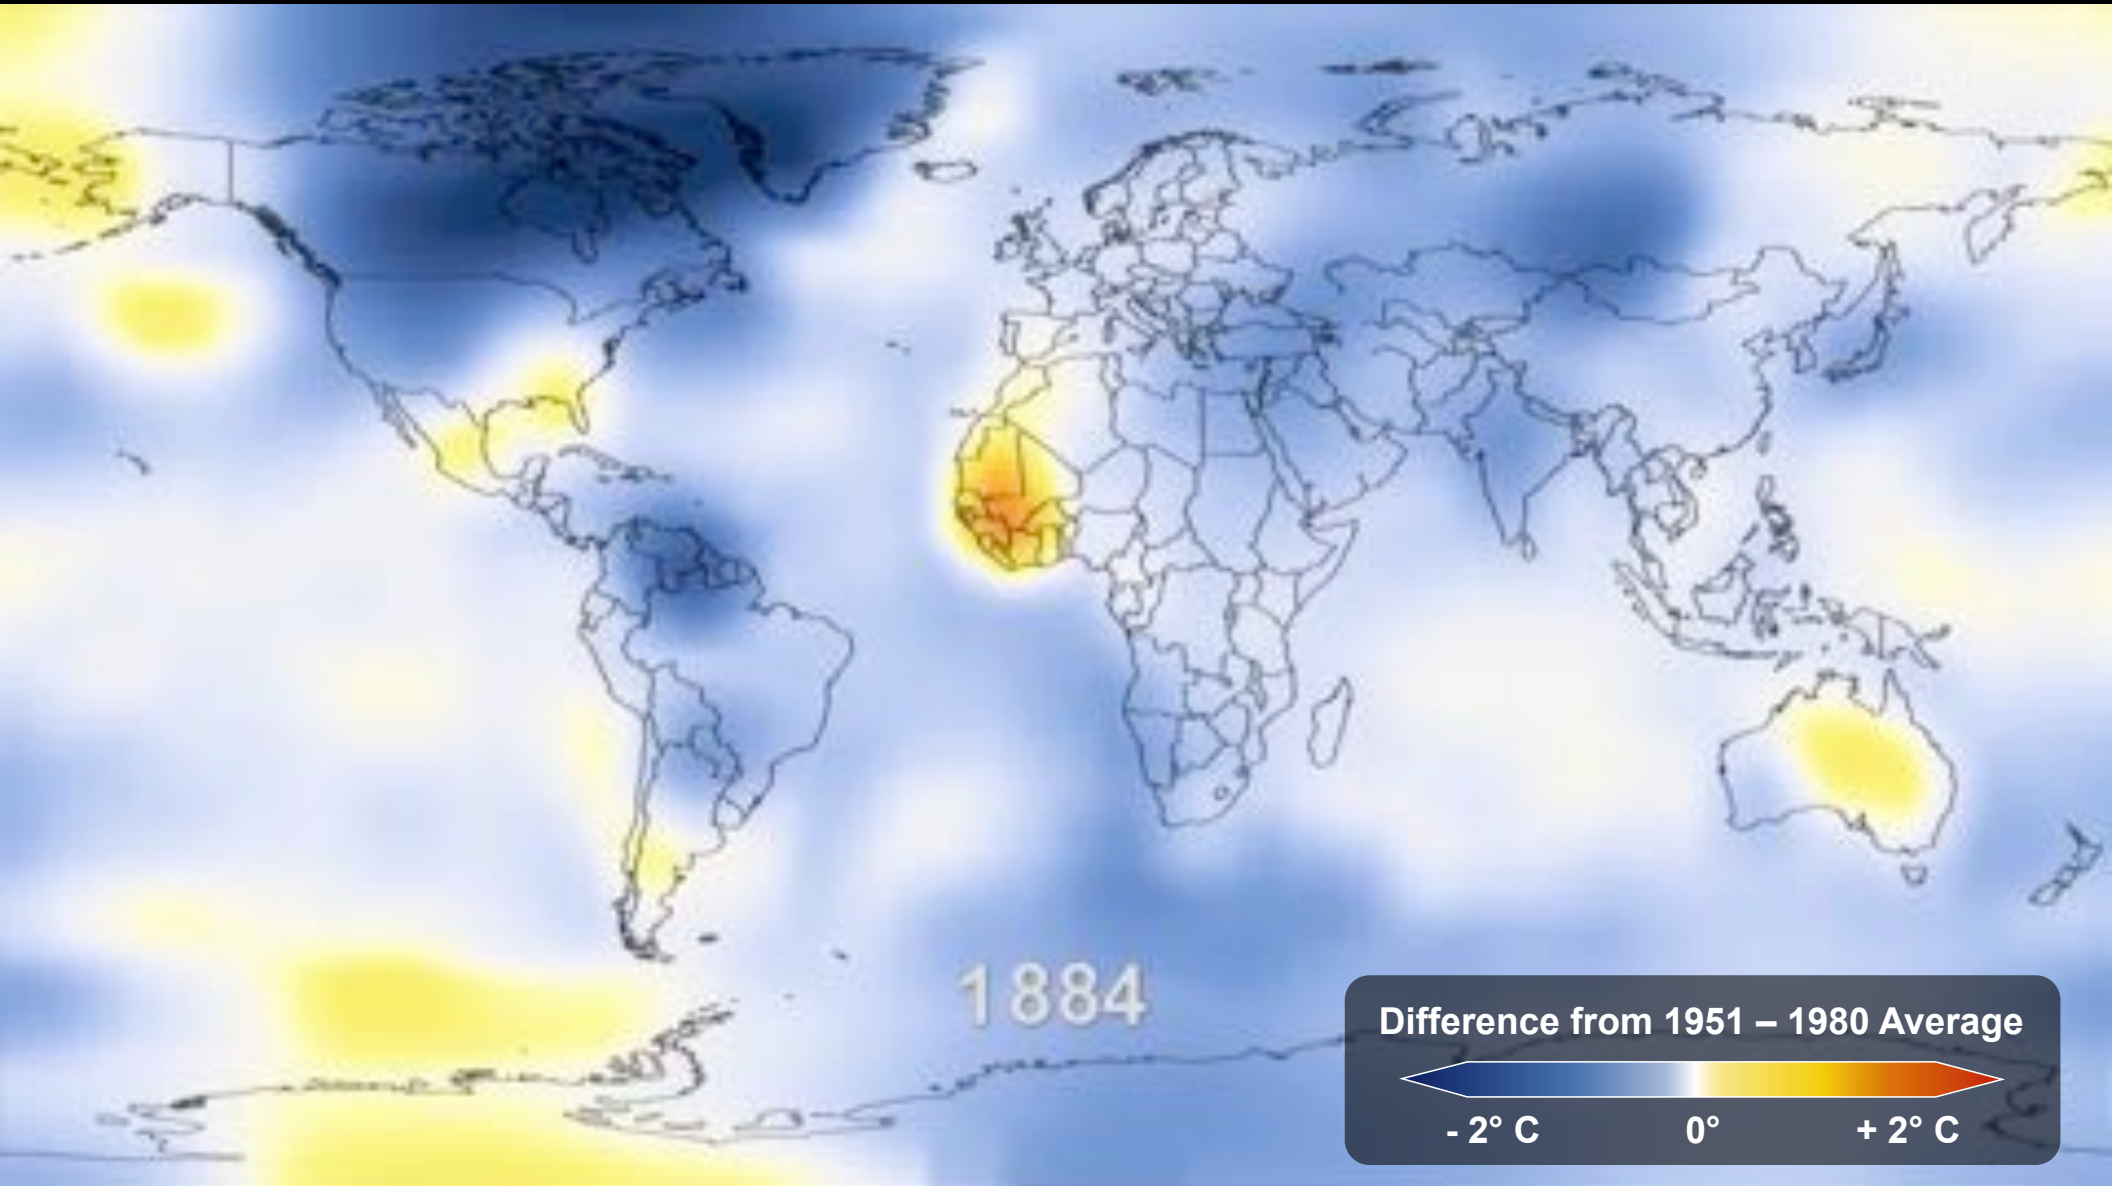 1884
Difference from 1951 – 1980 Average
- 2° C 0° + 2° C